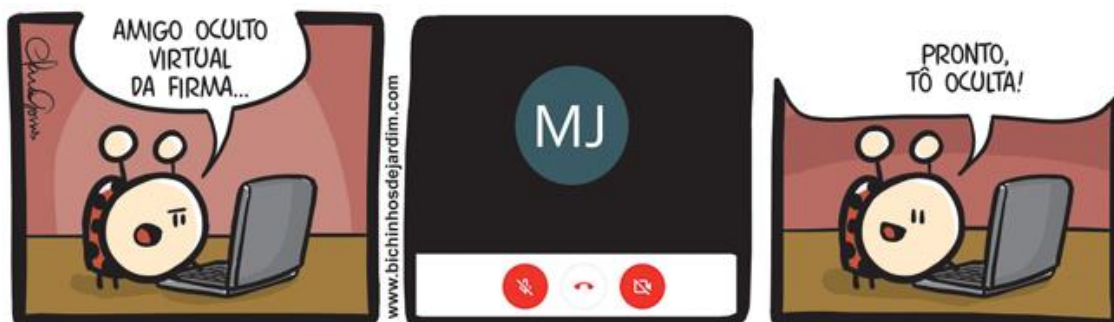 AMIGO OCULTO
VIRTUAL
DA FIRMA...
www.bichinhosdejardim.com
MJ
PRONTO,
TÔ OCULTA!